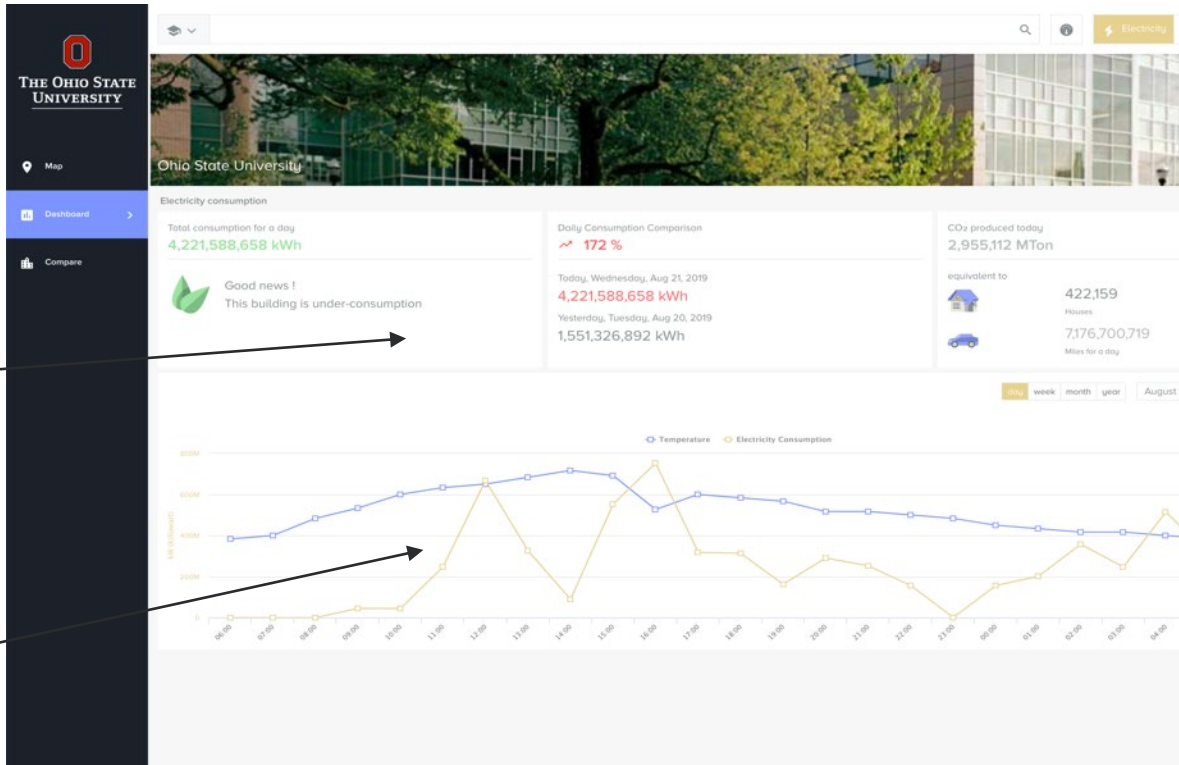 THE OHIO STATE
UNIVERSITY
Map
Dashboard
Compare
Electricity
Ohio State University
Electricity consumption
Total consumption for a day
4,221,588,658 kWh
Good news !
This building is under-consumption
Daily Consumption Comparison
172 %
Today, Wednesday, Aug 21, 2019
4,221,588,658 kWh
Yesterday, Tuesday, Aug 20, 2019
1,551,326,892 kWh
CO₂ produced today
2,955,112 MTon
equivalent to
422,159
Houses
7,176,700,719
Miles for a day
day week month year August
Temperature Electricity Consumption
800M
600M
400M
200M
0
06:00 07:00 08:00 09:00 10:00 11:00 12:00 13:00 14:00 15:00 16:00 17:00 18:00 19:00 20:00 21:00 22:00 23:00 00:00 01:00 02:00 03:00 04:00